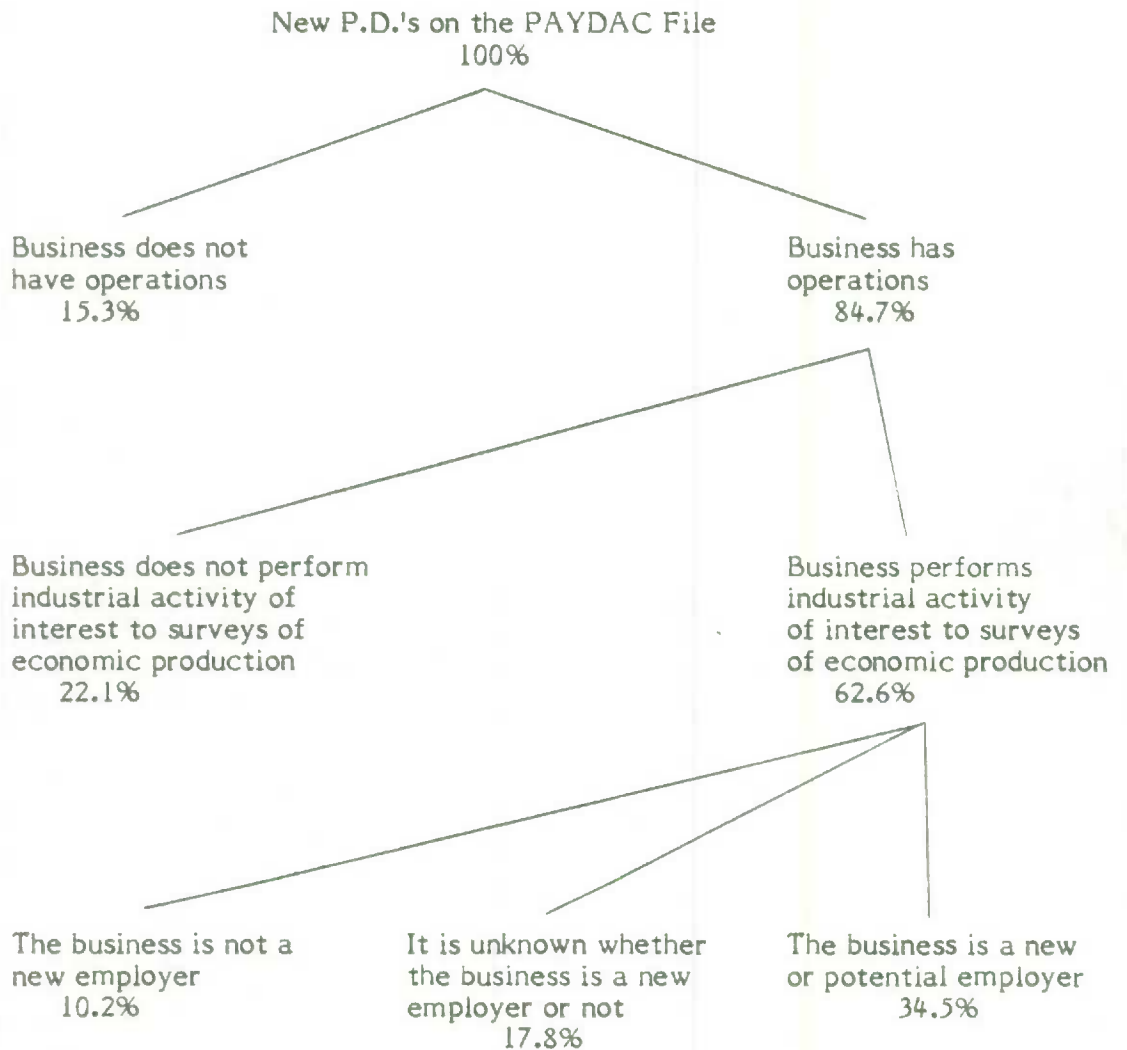 New P.D.'s on the PAYDAC File
100%
Business does not
have operations
15.3%
Business has
operations
84.7%
Business does not perform
industrial activity of
interest to surveys of
economic production
22.1%
Business performs
industrial activity
of interest to surveys
of economic production
62.6%
The business is not a
new employer
10.2%
It is unknown whether
the business is a new
employer or not
17.8%
The business is a new
or potential employer
34.5%